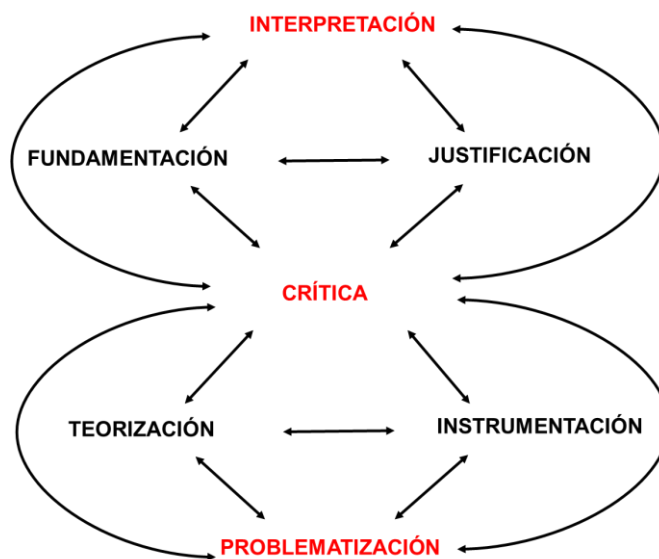 INTERPRETACIÓN
FUNDAMENTACIÓN
JUSTIFICACIÓN
CRÍTICA
TEORIZACIÓN
INSTRUMENTACIÓN
PROBLEMATIZACIÓN